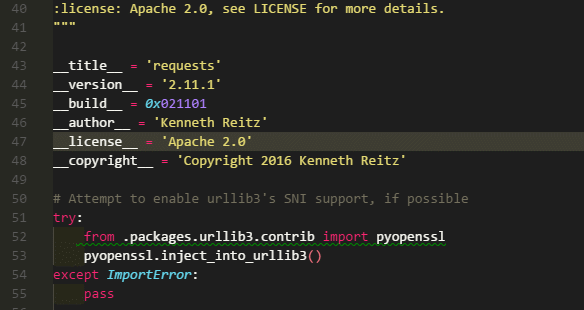 40 :license: Apache 2.0, see LICENSE for more details.
41 """
42
43 __title__ = 'requests'
44 __version__ = '2.11.1'
45 __build__ = 0x021101
46 __author__ = 'Kenneth Reitz'
47 __license__ = 'Apache 2.0'
48 __copyright__ = 'Copyright 2016 Kenneth Reitz'
49
50 # Attempt to enable urllib3's SNI support, if possible
51 try:
52     from .packages.urllib3.contrib import pyopenssl
53     pyopenssl.inject_into_urllib3()
54 except ImportError:
55     pass